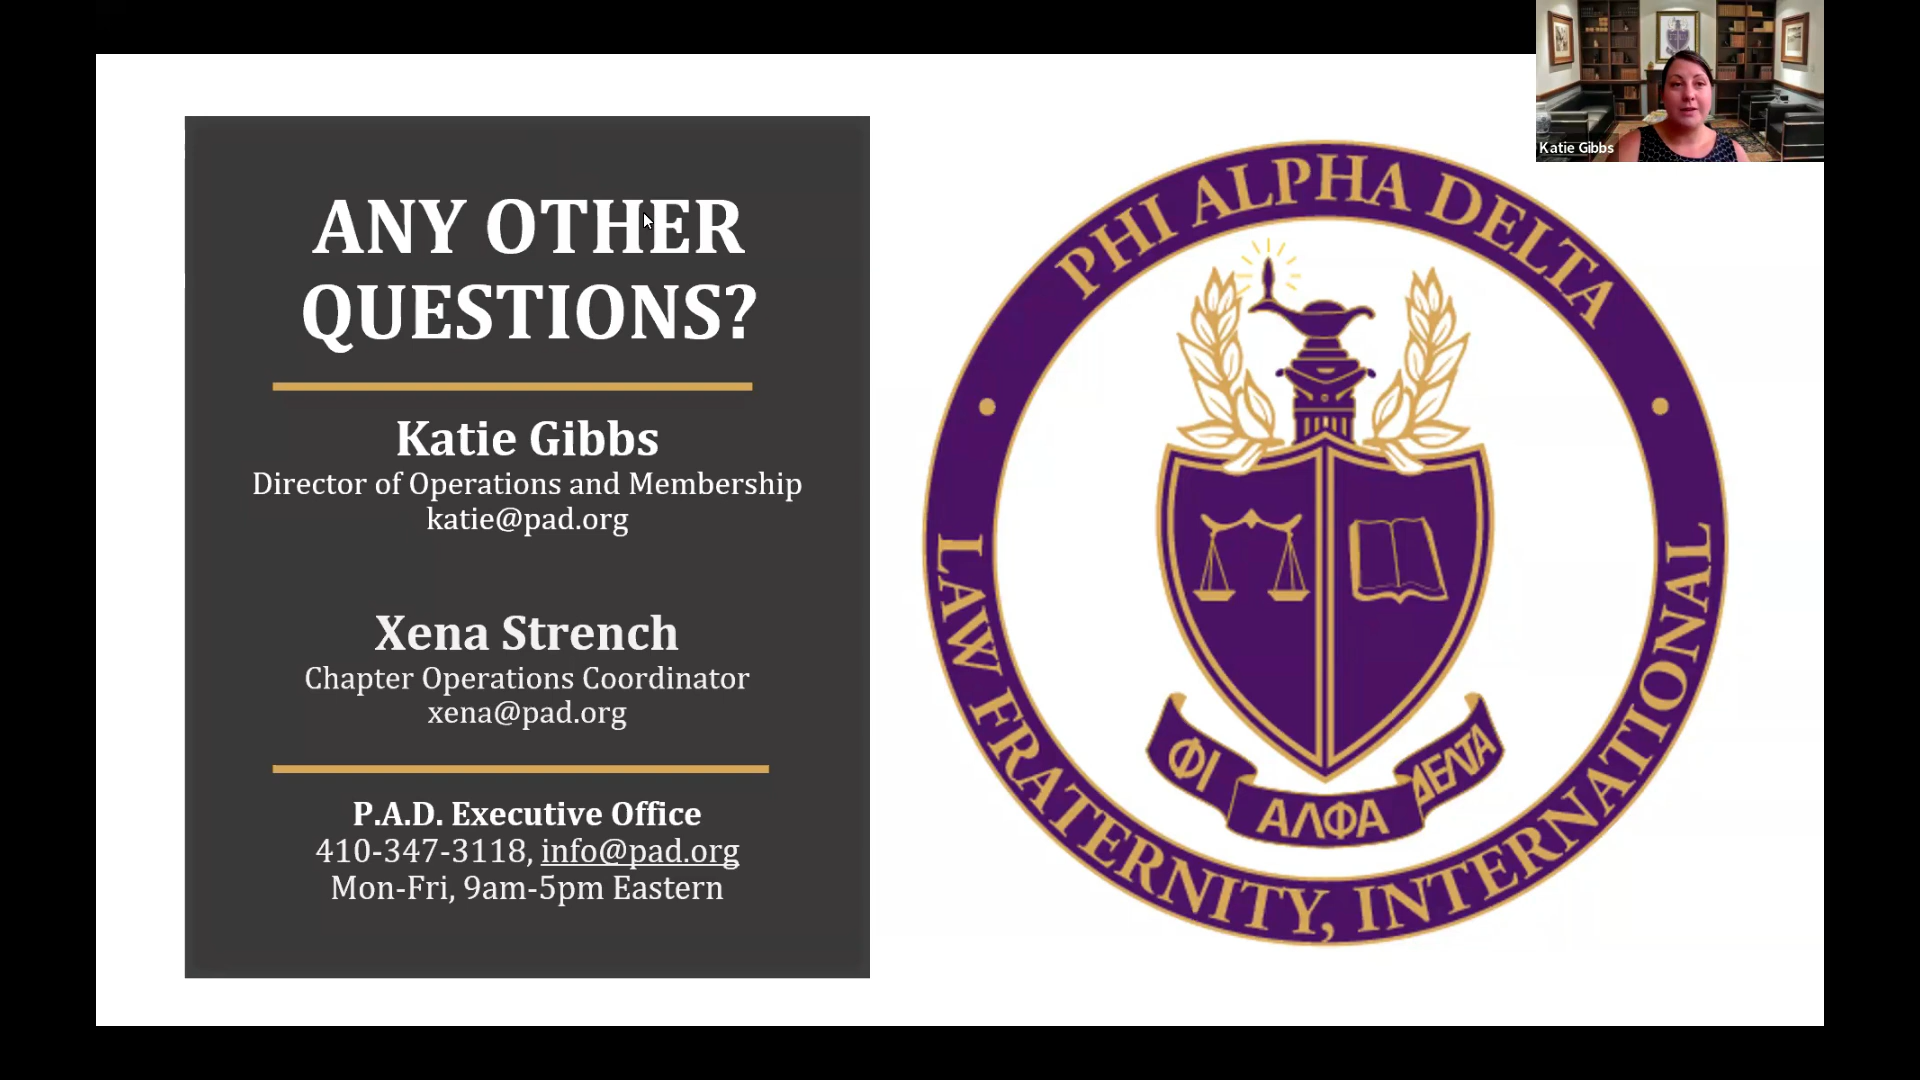 ANY OTHER
QUESTIONS?
Katie Gibbs
Director of Operations and Membership
katie@pad.org
Xena Strench
Chapter Operations Coordinator
xena@pad.org
P.A.D. Executive Office
410-347-3118, info@pad.org
Mon-Fri, 9am-5pm Eastern
PHI ALPHA DELTA
LAW FRATERNITY, INTERNATIONAL
ΦΙ
ΑΛΦΑ
ΔΕΛΤΑ
Katie Gibbs